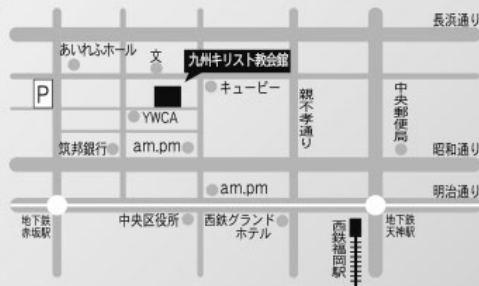 長浜通り
あいれふホール
文
九州キリスト教会館
P
キュービー
親不孝通り
中央郵便局
YWCA
筑邦銀行
am.pm
昭和通り
am.pm
明治通り
地下鉄
赤坂駅
中央区役所
西鉄グランド
ホテル
西鉄福岡駅
地下鉄
天神駅